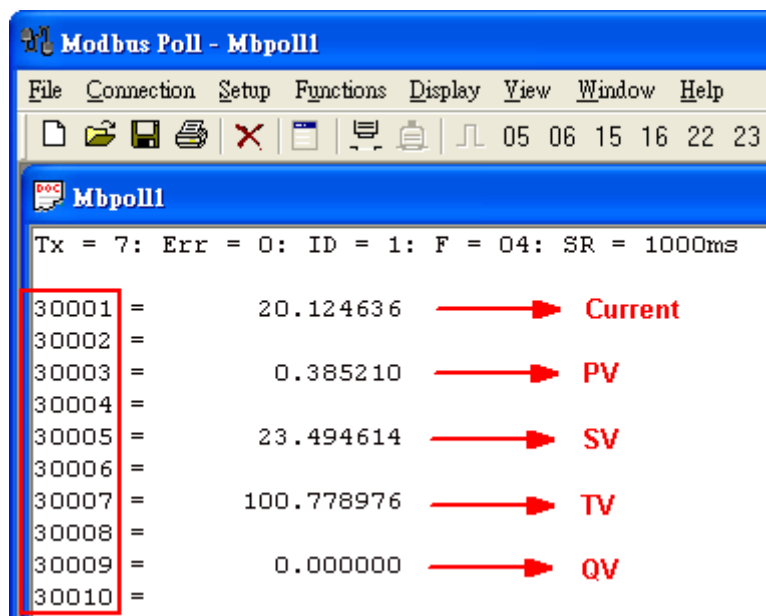 Modbus Poll - Mbpoll1
File Connection Setup Functions Display View Window Help
05 06 15 16 22 23
DOC
Mbpoll1
Tx = 7: Err = 0: ID = 1: F = 04: SR = 1000ms
30001 = 20.124636 Current
30002 =
30003 = 0.385210 PV
30004 =
30005 = 23.494614 SV
30006 =
30007 = 100.778976 TV
30008 =
30009 = 0.000000 QV
30010 =